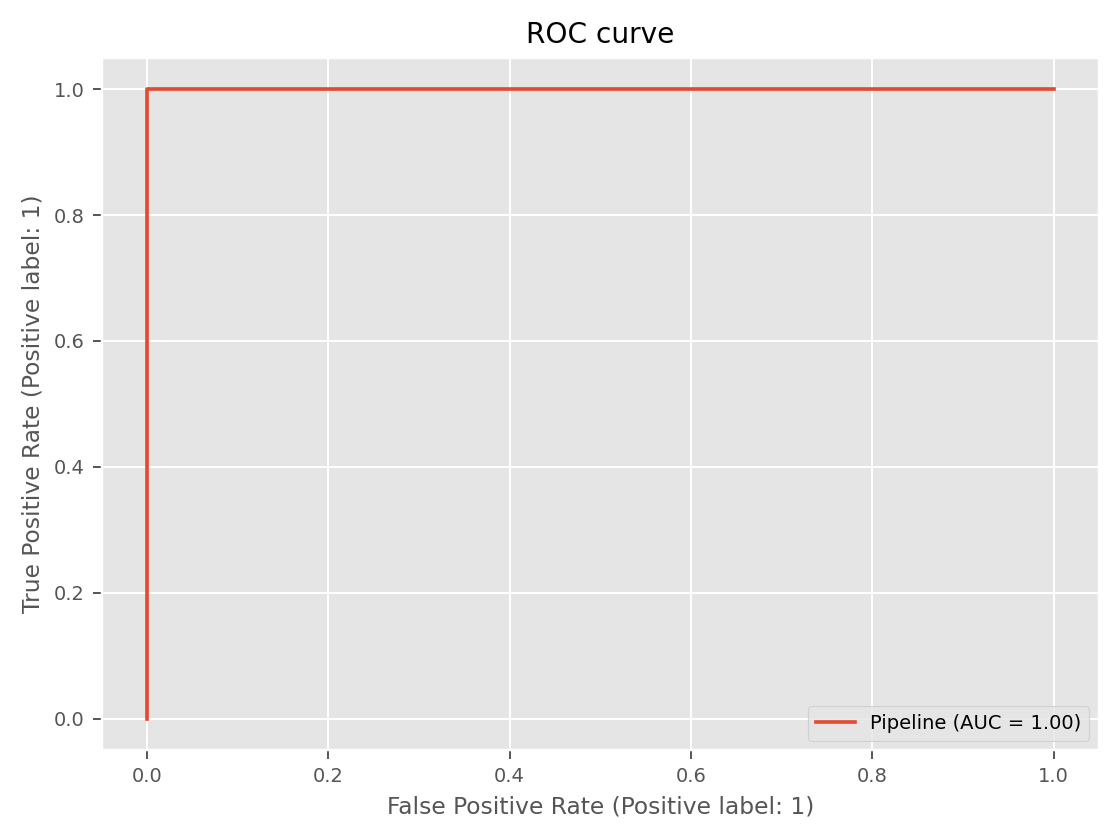 ROC curve
True Positive Rate (Positive label: 1)
1.0
0.8
0.6
0.4
0.2
0.0
Pipeline (AUC = 1.00)
0.0 0.2 0.4 0.6 0.8 1.0
False Positive Rate (Positive label: 1)